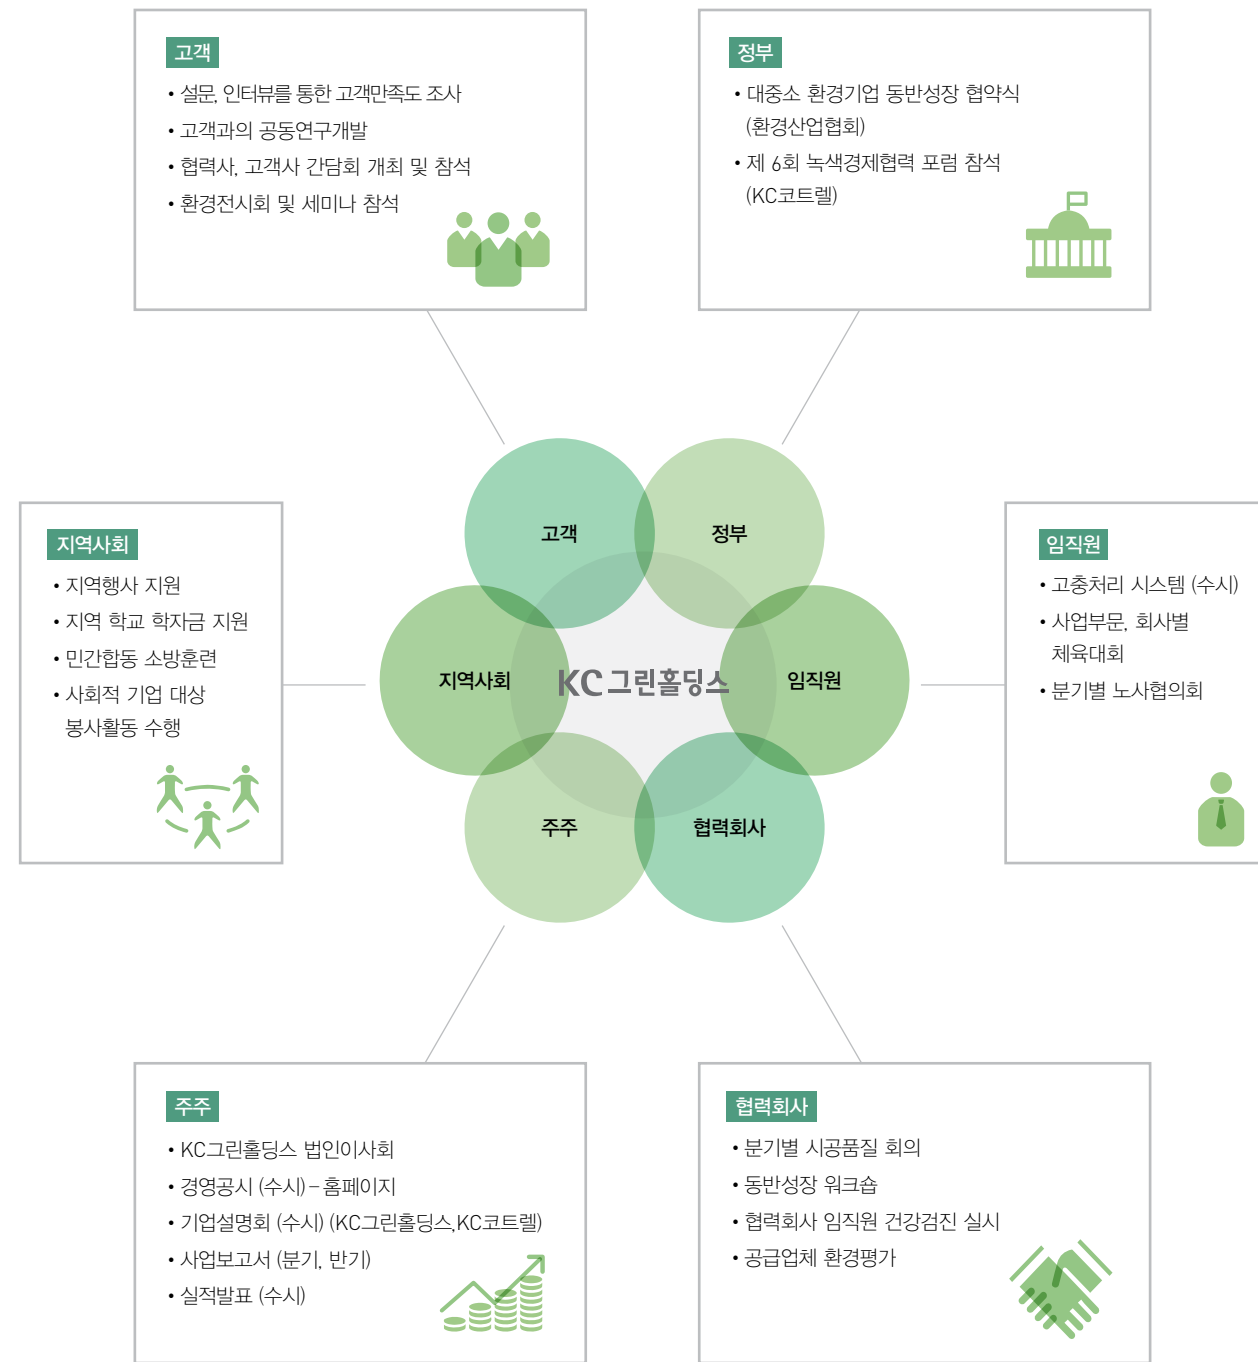 고객
• 설문, 인터뷰를 통한 고객만족도 조사
• 고객과의 공동연구개발
• 협력사, 고객사 간담회 개최 및 참석
• 환경전시회 및 세미나 참석
정부
• 대중소 환경기업 동반성장 협약식
(환경산업협회)
• 제 6회 녹색경제협력 포럼 참석
(KC코트렐)
지역사회
• 지역행사 지원
• 지역 학교 학자금 지원
• 민간합동 소방훈련
• 사회적 기업 대상
봉사활동 수행
고객
정부
지역사회
KC그린홀딩스
임직원
주주
협력회사
임직원
• 고충처리 시스템 (수시)
• 사업부문, 회사별
체육대회
• 분기별 노사협의회
주주
• KC그린홀딩스 법인이사회
• 경영공시 (수시) – 홈페이지
• 기업설명회 (수시) (KC그린홀딩스,KC코트렐)
• 사업보고서 (분기, 반기)
• 실적발표 (수시)
협력회사
• 분기별 시공품질 회의
• 동반성장 워크숍
• 협력회사 임직원 건강검진 실시
• 공급업체 환경평가